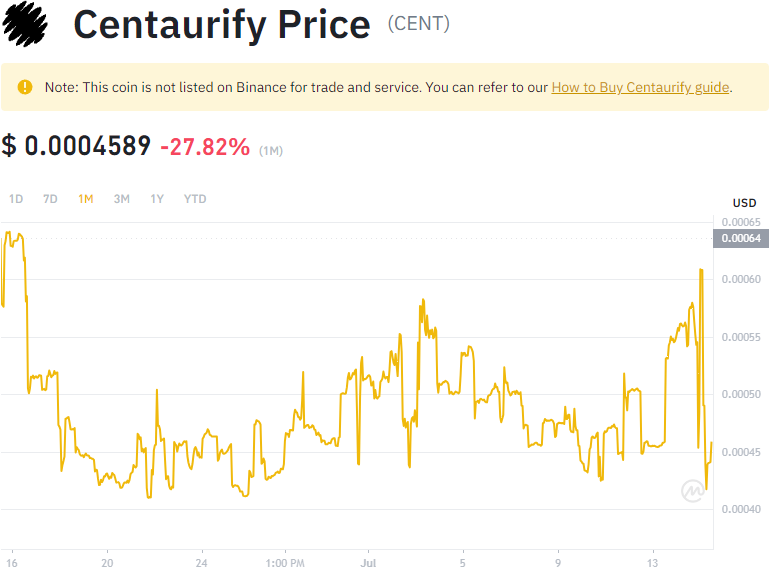 Centaurify Price (CENT)
Note: This coin is not listed on Binance for trade and service. You can refer to our How to Buy Centaurify guide.
$ 0.0004589 -27.82% (1M)
1D 7D 1M 3M 1Y YTD
USD
0.00065
0.00064
0.00060
0.00055
0.00050
0.00045
0.00040
16 20 24 1:00 PM Jul 5 9 13